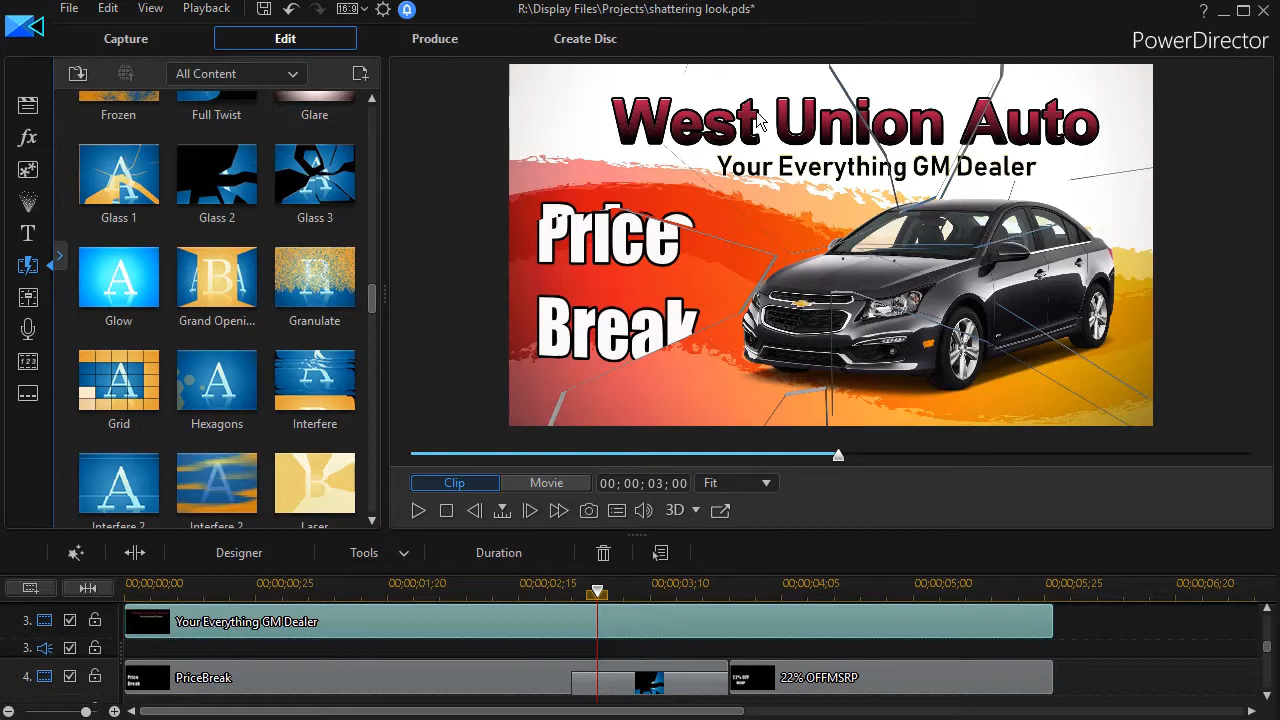 File Edit View Playback 16:9 R:\Display Files\Projects\shattering look.pds* ?
Capture Edit Produce Create Disc PowerDirector
All Content
Frozen Full Twist Glare
Glass 1 Glass 2 Glass 3
Glow Grand Openi... Granulate
Grid Hexagons Interfere
Interfere 2 Interfere 2 Laser
fx
T
West Union Auto
Your Everything GM Dealer
Price
Break
Clip Movie 00; 00; 03; 00 Fit
3D
Designer Tools Duration
00;00;00;00 00;00;00;25 00;00;01;20 00;00;02;15 00;00;03;10 00;00;04;05 00;00;05;00 00;00;05;25 00;00;06;20
3. Your Everything GM Dealer
3.
4. PriceBreak 22% OFFMSRP